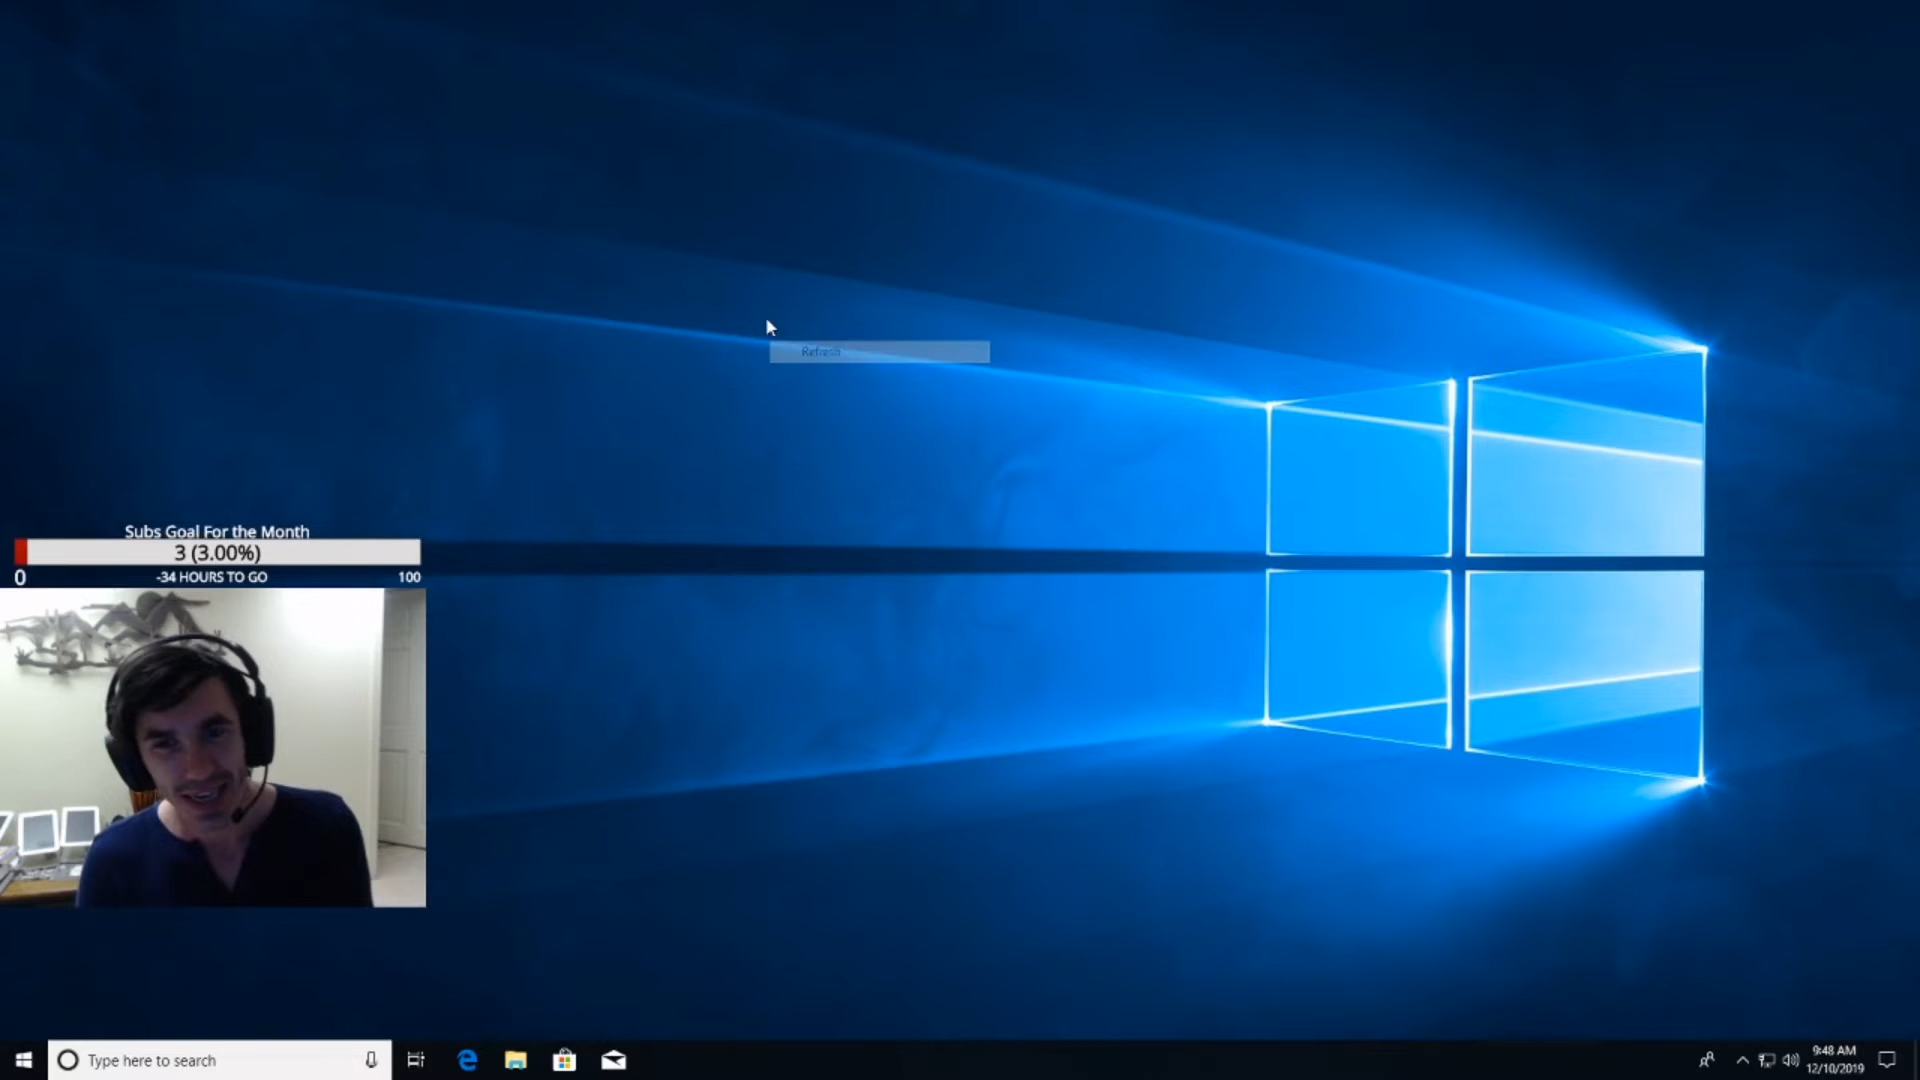 Refresh
Subs Goal For the Month
3 (3.00%)
0
-34 HOURS TO GO
100
Type here to search
9:48 AM
12/10/2019